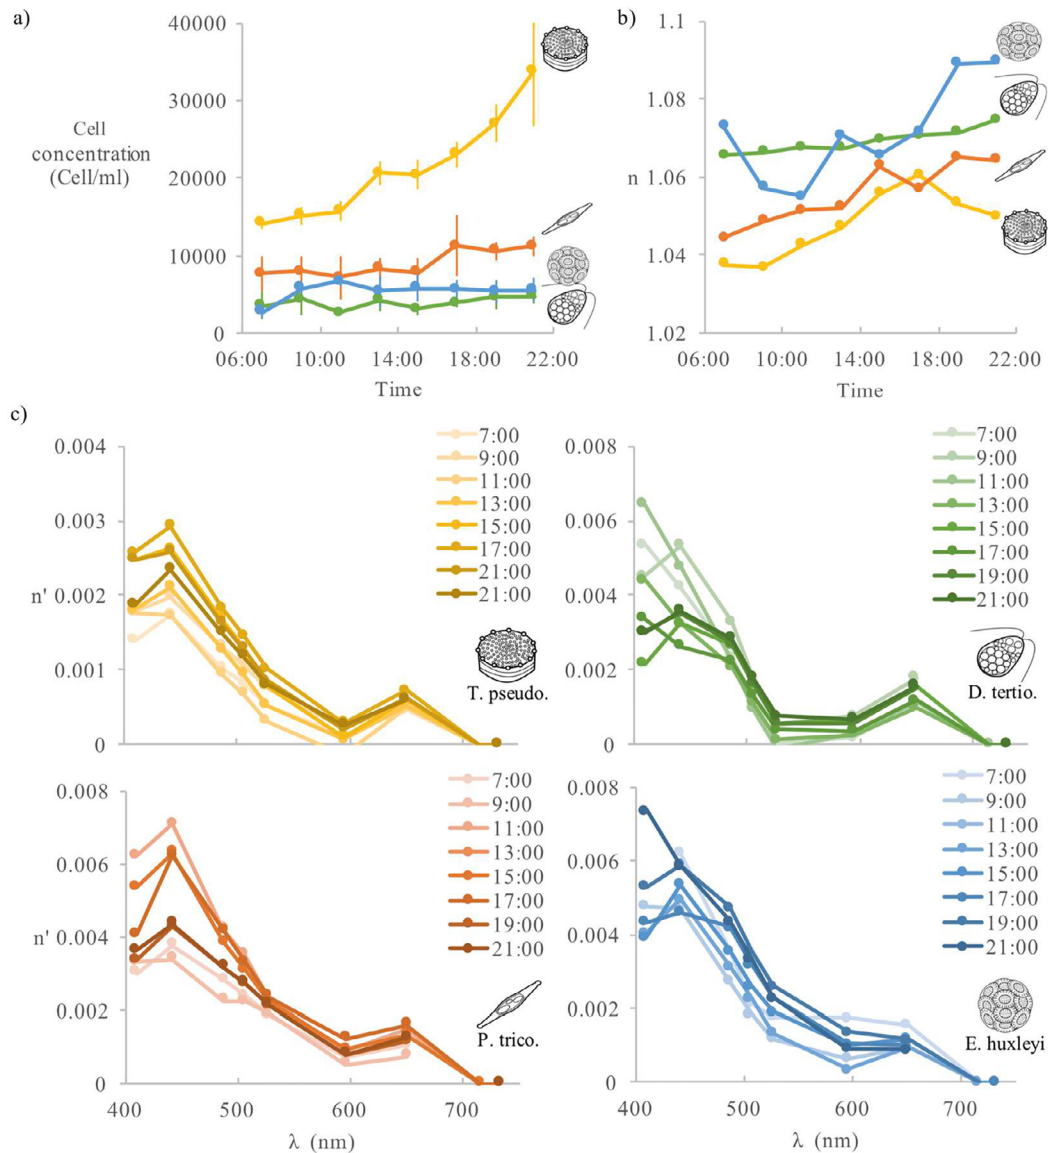 a)
40000
30000
20000
10000
0
Cell
concentration
(Cell/ml)
06:00 10:00 14:00 18:00 22:00
Time
b)
1.1
1.08
1.06
1.04
1.02
n
06:00 10:00 14:00 18:00 22:00
Time
c)
0.004
0.003
0.002
0.001
0
n'
7:00
9:00
11:00
13:00
15:00
17:00
21:00
21:00
T. pseudo.
400 500 600 700
0.008
0.006
0.004
0.002
0
7:00
9:00
11:00
13:00
15:00
17:00
19:00
21:00
D. tertio.
400 500 600 700
0.008
0.006
0.004
0.002
0
n'
7:00
9:00
11:00
13:00
15:00
17:00
19:00
21:00
P. trico.
400 500 600 700
λ (nm)
0.008
0.006
0.004
0.002
0
7:00
9:00
11:00
13:00
15:00
17:00
19:00
21:00
E. huxleyi
400 500 600 700
λ (nm)